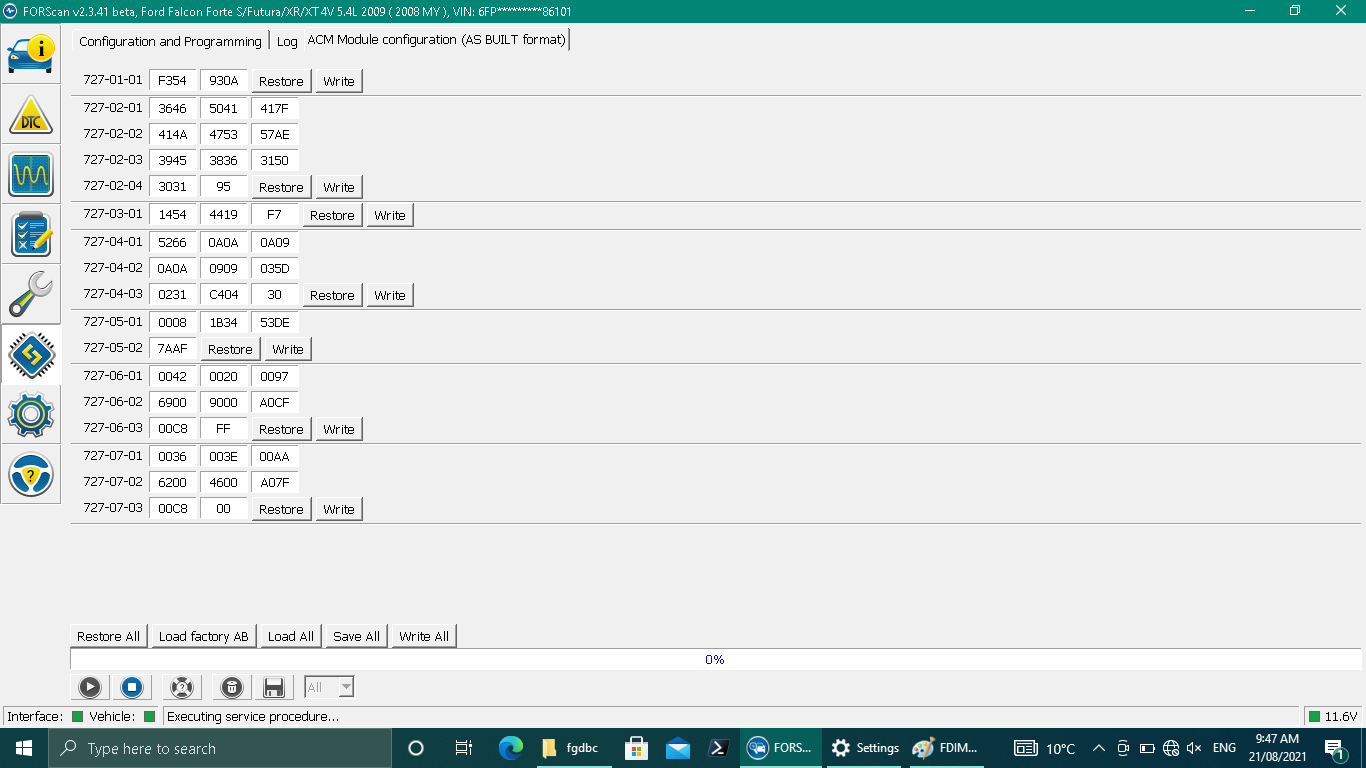 FORScan v2.3.41 beta, Ford Falcon Forte S/Futura/XR/XT4V 5.4L 2009 ( 2008 MY ), VIN: 6FP*********86101
Configuration and Programming Log ACM Module configuration (AS BUILT format)
727-01-01 F354 930A Restore Write
727-02-01 3646 5041 417F
727-02-02 414A 4753 57AE
727-02-03 3945 3836 3150
727-02-04 3031 95 Restore Write
727-03-01 1454 4419 F7 Restore Write
727-04-01 5266 0A0A 0A09
727-04-02 0A0A 0909 035D
727-04-03 0231 C404 30 Restore Write
727-05-01 0008 1B34 53DE
727-05-02 7AAF Restore Write
727-06-01 0042 0020 0097
727-06-02 6900 9000 A0CF
727-06-03 00C8 FF Restore Write
727-07-01 0036 003E 00AA
727-07-02 6200 4600 A07F
727-07-03 00C8 00 Restore Write
DTC
Restore All Load factory AB Load All Save All Write All
0%
All
Interface: Vehicle: Executing service procedure... 11.6V
Type here to search fgdbc FORS... Settings FDIM... 10°C ENG 9:47 AM
21/08/2021 1